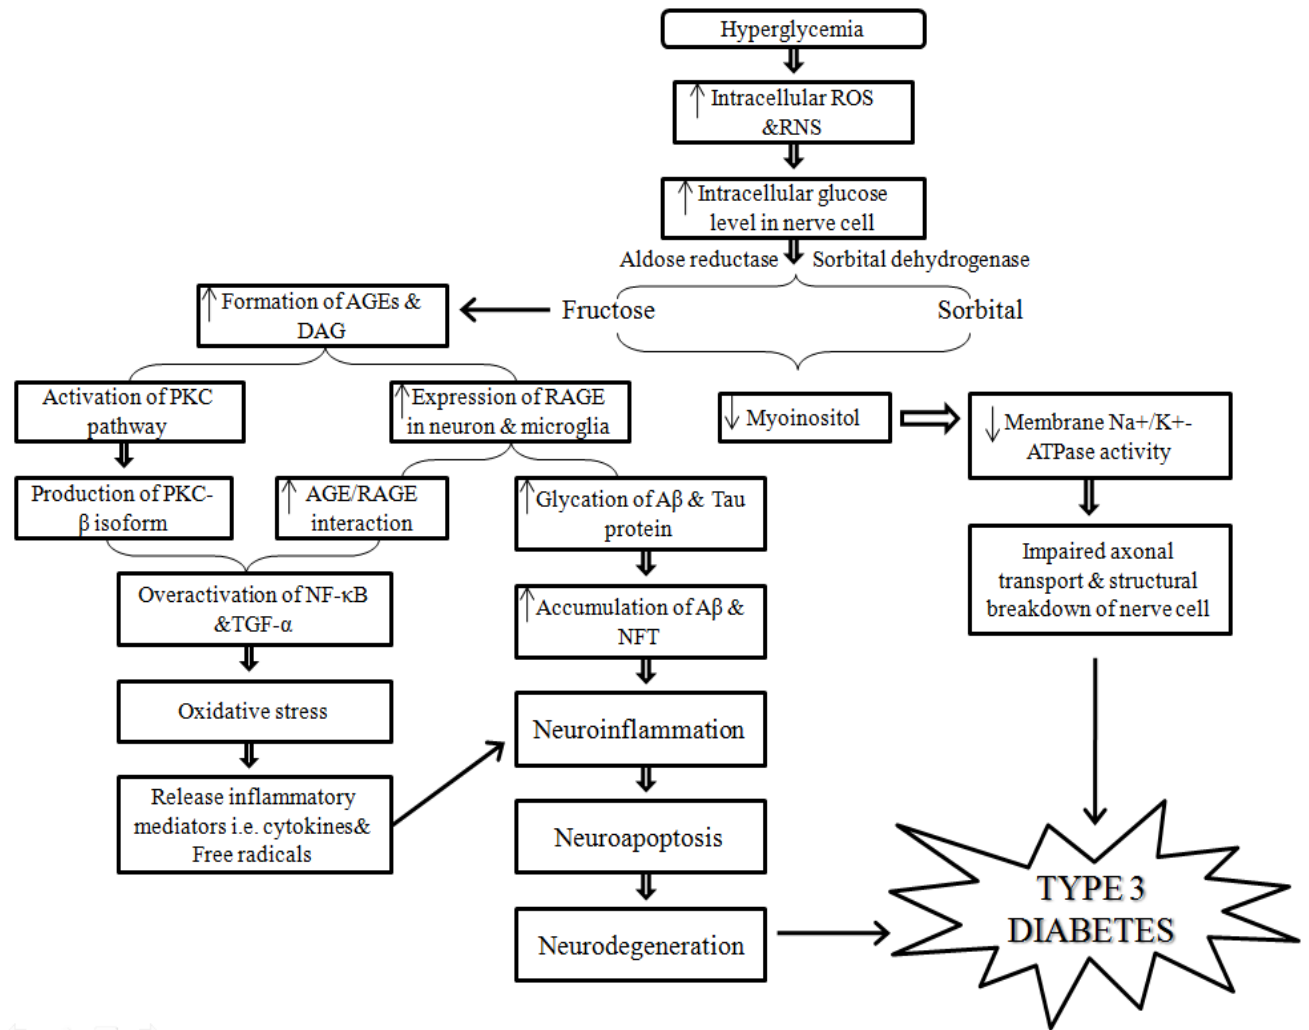 Hyperglycemia
↑ Intracellular ROS
&RNS
↑ Intracellular glucose
level in nerve cell
Aldose reductase
Sorbital dehydrogenase
↑ Formation of AGEs &
DAG
Fructose
Sorbital
Activation of PKC
pathway
↑ Expression of RAGE
in neuron & microglia
↓ Myoinositol
↓ Membrane Na+/K+-
ATPase activity
Production of PKC-
β isoform
↑ AGE/RAGE
interaction
↑ Glycation of Aβ & Tau
protein
Impaired axonal
transport & structural
breakdown of nerve cell
Overactivation of NF-κB
&TGF-α
↑ Accumulation of Aβ &
NFT
Oxidative stress
Neuroinflammation
Release inflammatory
mediators i.e. cytokines&
Free radicals
Neuroapoptosis
Neurodegeneration
TYPE 3
DIABETES